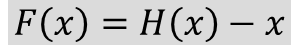 F(x) = H(x) − x